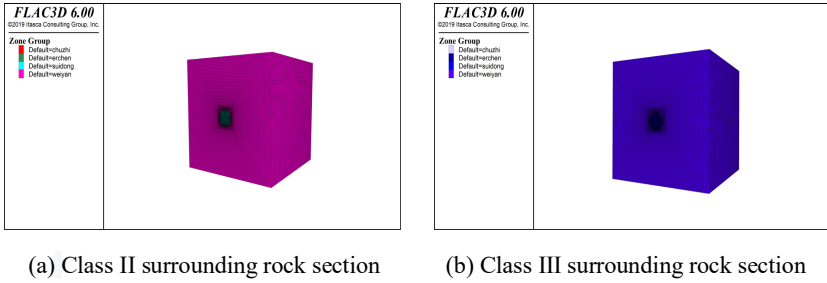 FLAC3D 6.00
©2019 Itasca Consulting Group, Inc.
Zone Group
Default=chuzhi
Default=erchen
Default=suidong
Default=weiyan
FLAC3D 6.00
©2019 Itasca Consulting Group, Inc.
Zone Group
Default=chuzhi
Default=erchen
Default=suidong
Default=weiyan
(a) Class II surrounding rock section
(b) Class III surrounding rock section